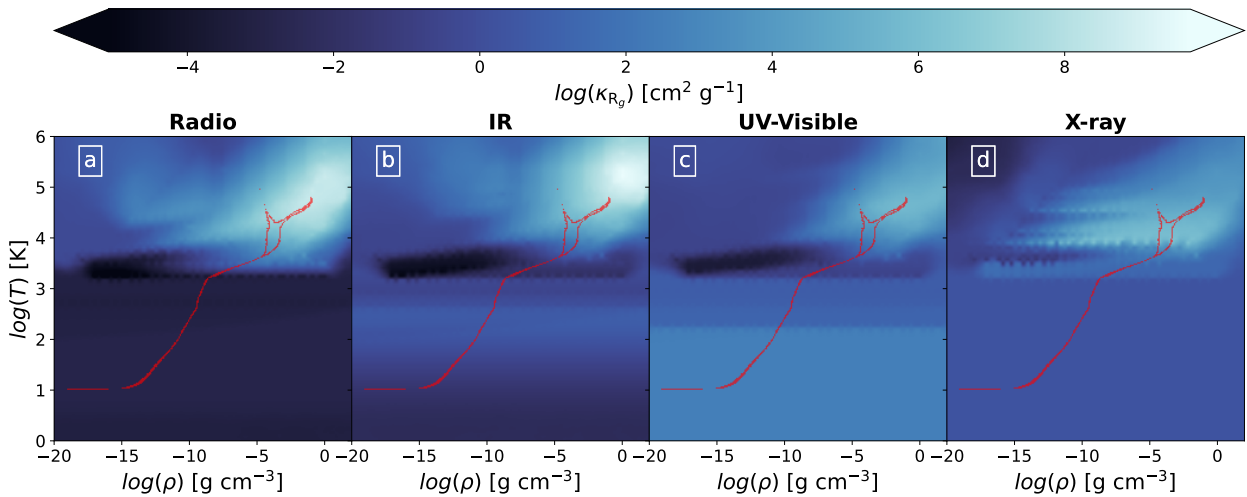 −4 −2 0 2 4 6 8
log(κ_{R_g}) [cm² g⁻¹]
Radio IR UV-Visible X-ray
a b c d
6
5
4
3
2
1
0
log(T) [K]
−20 −15 −10 −5 0 −20 −15 −10 −5 0 −20 −15 −10 −5 0 −20 −15 −10 −5 0
log(ρ) [g cm⁻³] log(ρ) [g cm⁻³] log(ρ) [g cm⁻³] log(ρ) [g cm⁻³]